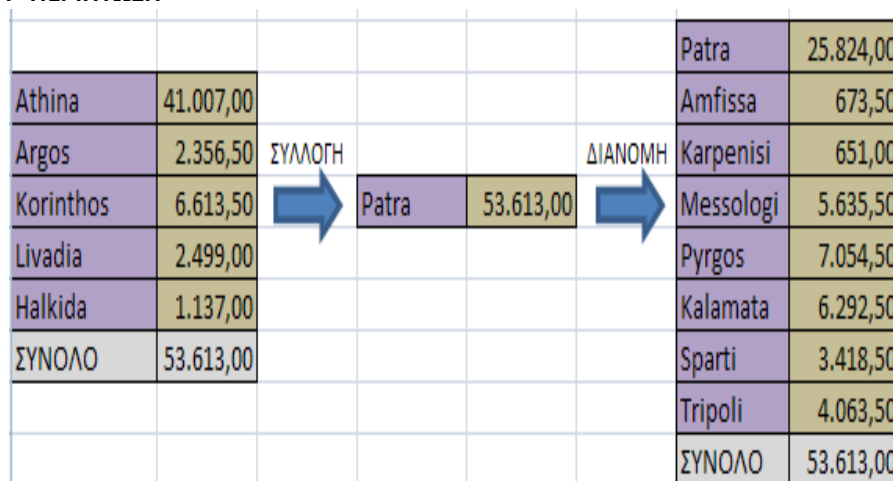 Patra 25.824,00
Athina 41.007,00 Amfissa 673,50
Argos 2.356,50 ΣΥΛΛΟΓΗ ΔΙΑΝΟΜΗ Karpenisi 651,00
Korinthos 6.613,50 Patra 53.613,00 Messologi 5.635,50
Livadia 2.499,00 Pyrgos 7.054,50
Halkida 1.137,00 Kalamata 6.292,50
ΣΥΝΟΛΟ 53.613,00 Sparti 3.418,50
Tripoli 4.063,50
ΣΥΝΟΛΟ 53.613,00